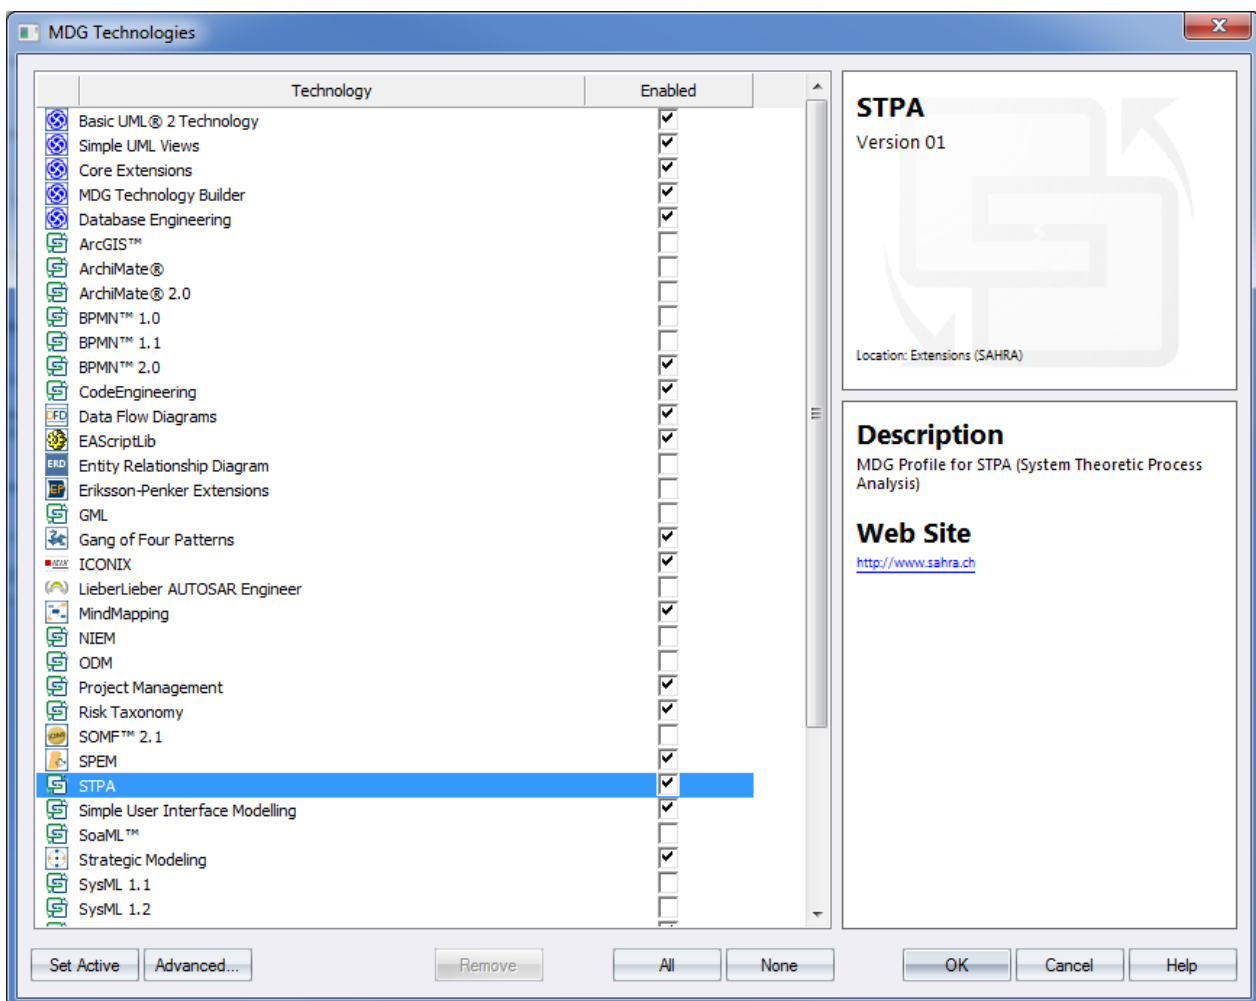 MDG Technologies
Technology Enabled
Basic UML® 2 Technology
Simple UML Views
Core Extensions
MDG Technology Builder
Database Engineering
ArcGIS™
ArchiMate®
ArchiMate® 2.0
BPMN™ 1.0
BPMN™ 1.1
BPMN™ 2.0
CodeEngineering
DFD Data Flow Diagrams
EAScriptLib
ERD Entity Relationship Diagram
EP Eriksson-Penker Extensions
GML
Gang of Four Patterns
ICONIX
LieberLieber AUTOSAR Engineer
MindMapping
NIEM
ODM
Project Management
Risk Taxonomy
SOMF™ 2.1
SPEM
STPA
Simple User Interface Modelling
SoaML™
Strategic Modeling
SysML 1.1
SysML 1.2
STPA
Version 01
Location: Extensions (SAHRA)
Description
MDG Profile for STPA (System Theoretic Process
Analysis)
Web Site
http://www.sahra.ch
Set Active Advanced... Remove All None OK Cancel Help